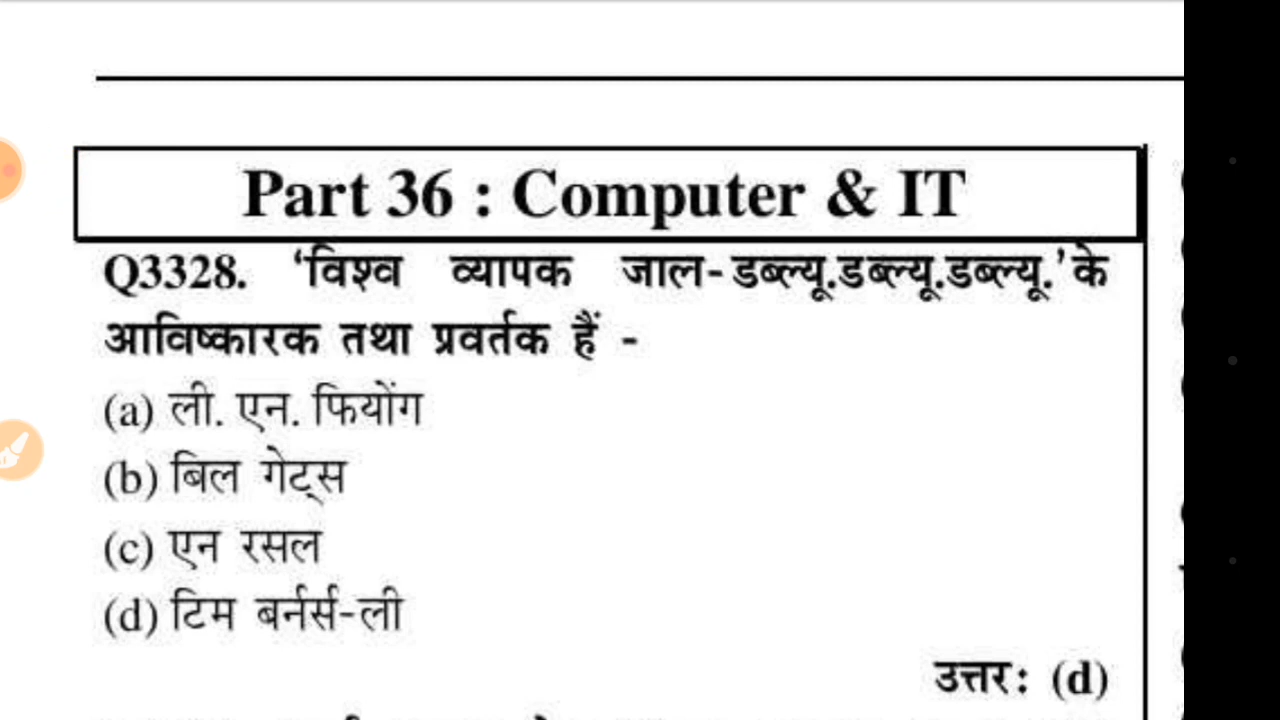 Part 36 : Computer & IT
Q3328. ‘विश्व व्यापक जाल-डब्ल्यू.डब्ल्यू.डब्ल्यू.’के
आविष्कारक तथा प्रवर्तक हैं -
(a) ली. एन. फियोंग
(b) बिल गेट्स
(c) एन रसल
(d) टिम बर्नर्स-ली
उत्तर: (d)